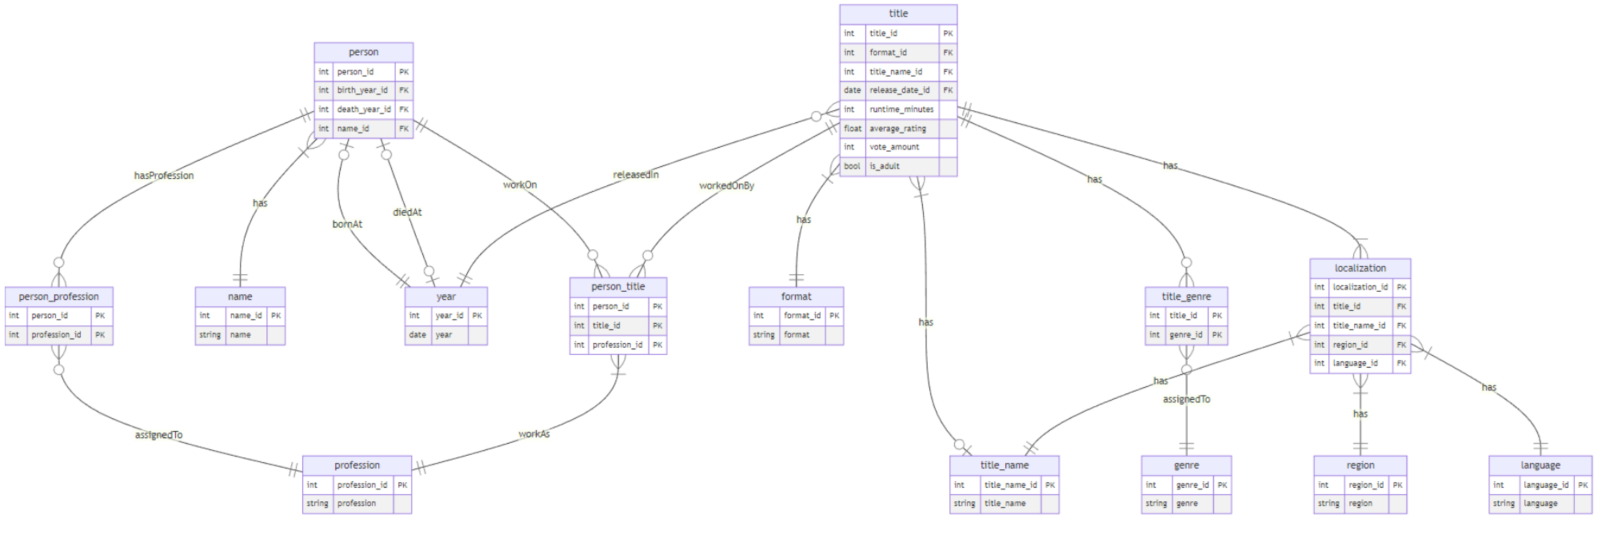 title
int title_id PK
int format_id FK
int title_name_id FK
date release_date_id FK
int runtime_minutes
float average_rating
int vote_amount
bool is_adult
person
int person_id PK
int birth_year_id FK
int death_year_id FK
int name_id FK
hasProfession
has
bornAt
diedAt
workOn
releasedIn
workedOnBy
has
has
has
has
person_profession
int person_id PK
int profession_id PK
name
int name_id PK
string name
year
int year_id PK
date year
person_title
int person_id PK
int title_id PK
int profession_id PK
format
int format_id PK
string format
title_genre
int title_id PK
int genre_id PK
localization
int localization_id PK
int title_id FK
int title_name_id FK
int region_id FK
int language_id FK
assignedTo
workAs
has
assignedTo
has
has
profession
int profession_id PK
string profession
title_name
int title_name_id PK
string title_name
genre
int genre_id PK
string genre
region
int region_id PK
string region
language
int language_id PK
string language